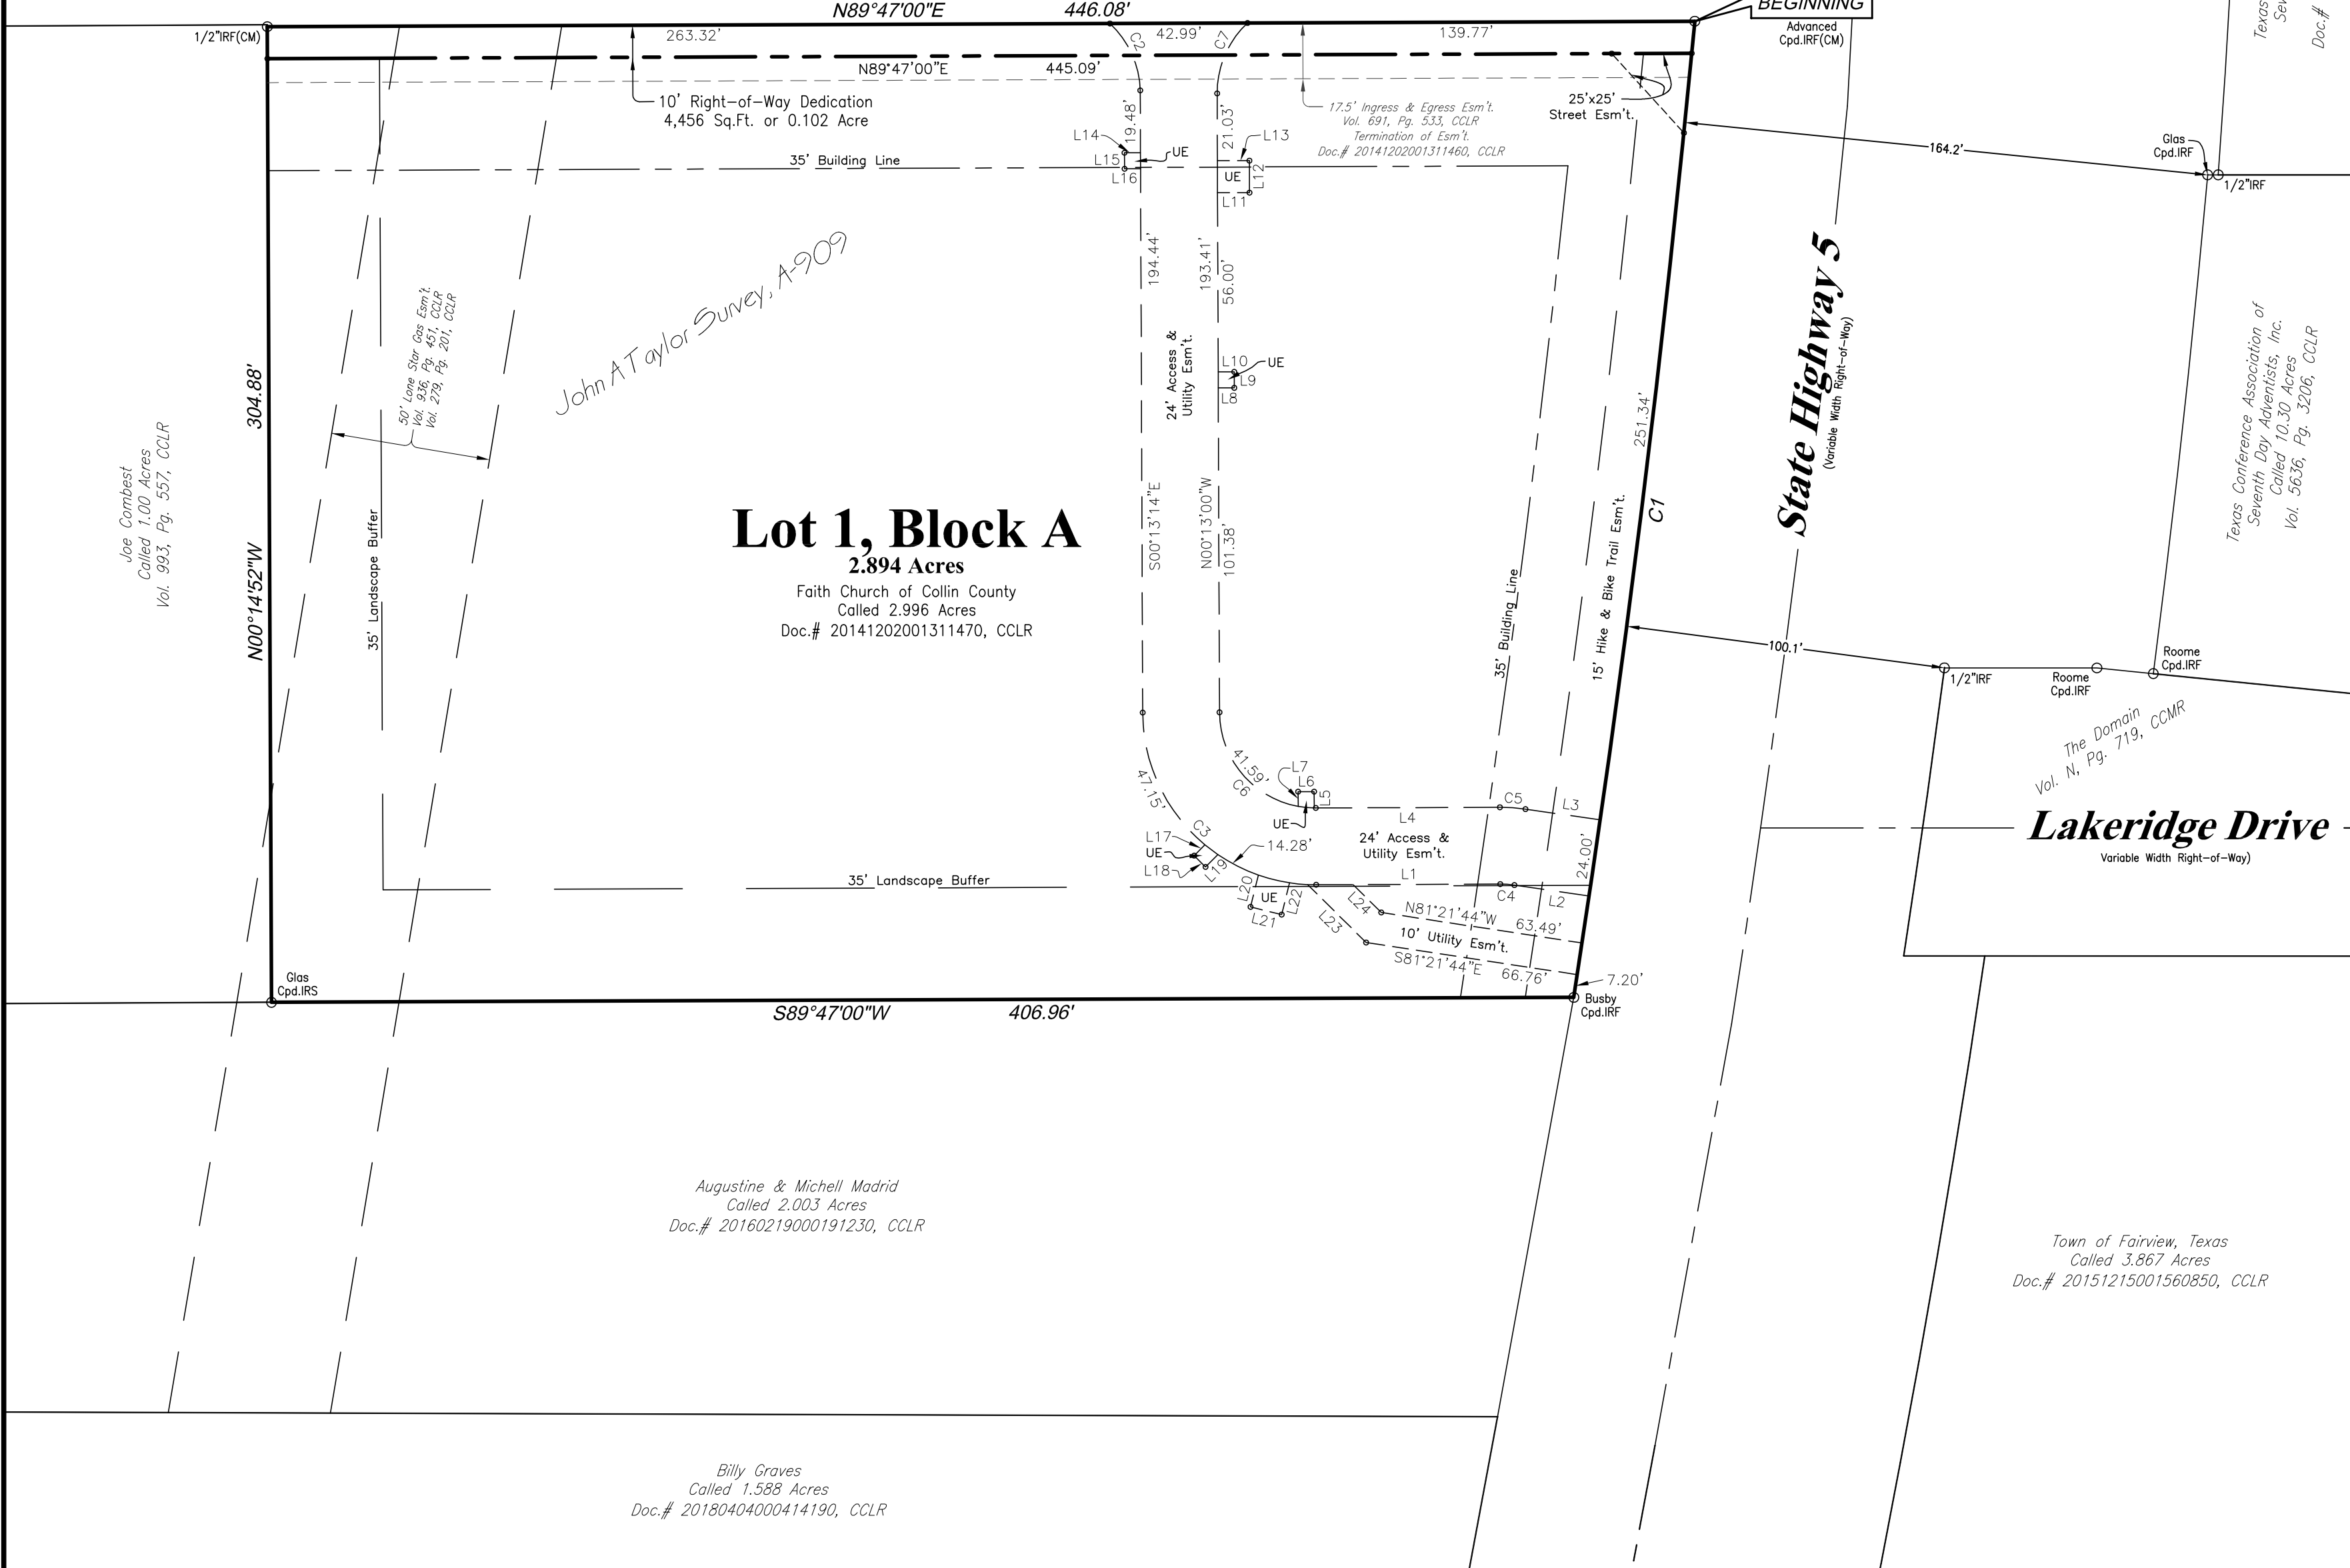 N89°47'00"E 446.08'
BEGINNING
1/2"IRF(CM)
263.32'
C2
42.99'
C7
139.77'
Advanced
Cpd.IRF(CM)
Texas
Doc.#
N89°47'00"E 445.09'
10' Right-of-Way Dedication
4,456 Sq.Ft. or 0.102 Acre
19.48'
21.03'
17.5' Ingress & Egress Esm't.
Vol. 691, Pg. 533, CCLR
Termination of Esm't.
Doc.# 20141202001311460, CCLR
25'x25'
Street Esm't.
L14
L15
L16
UE
L13
L12
UE
L11
35' Building Line
164.2'
Glas
Cpd.IRF
1/2"IRF
John A Taylor Survey, A-909
50' Lone Star Gas Esm't.
Vol. 936, Pg. 451, CCLR
Vol. 279, Pg. 201, CCLR
194.44'
193.41'
56.00'
24' Access &
Utility Esm't.
L10
UE
L9
L8
State Highway 5
(Variable Width Right-of-Way)
Texas Conference Association of
Seventh Day Adventists, Inc.
Called 10.30 Acres
Vol. 5636, Pg. 3206, CCLR
304.88'
N00°14'52"W
Joe Combest
Called 1.00 Acres
Vol. 993, Pg. 557, CCLR
35' Landscape Buffer
Lot 1, Block A
2.894 Acres
Faith Church of Collin County
Called 2.996 Acres
Doc.# 20141202001311470, CCLR
S00°13'14"E
N00°13'00"W
101.38'
251.34'
C1
35' Building Line
15' Hike & Bike Trail Esm't.
100.1'
1/2"IRF
Roome
Cpd.IRF
Roome
Cpd.IRF
The Domain
Vol. N, Pg. 719, CCMR
47.15'
41.59'
C6
L7
L6
L5
UE
C5
L3
L4
24' Access &
Utility Esm't.
24.00'
Lakeridge Drive
Variable Width Right-of-Way)
C3
L17
UE
L18
L19
14.28'
35' Landscape Buffer
L1
C4
L2
L20
UE
L22
L21
L24
L23
N81°21'44"W 63.49'
10' Utility Esm't.
S81°21'44"E 66.76'
7.20'
Glas
Cpd.IRS
Busby
Cpd.IRF
S89°47'00"W 406.96'
Augustine & Michell Madrid
Called 2.003 Acres
Doc.# 20160219000191230, CCLR
Town of Fairview, Texas
Called 3.867 Acres
Doc.# 20151215001560850, CCLR
Billy Graves
Called 1.588 Acres
Doc.# 20180404000414190, CCLR